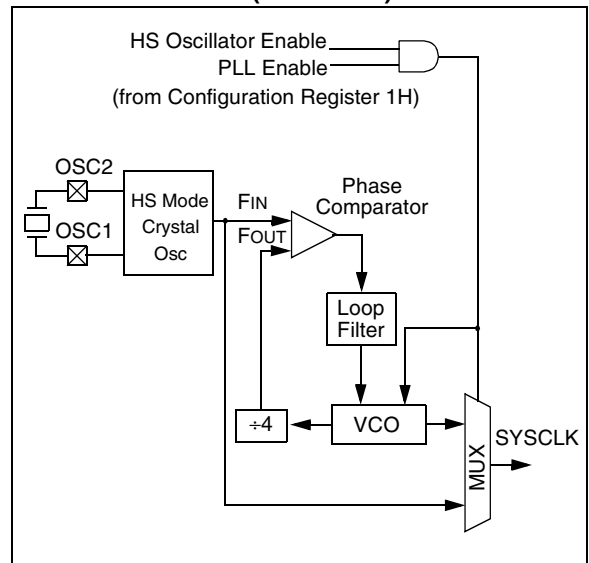 HS Oscillator Enable
PLL Enable
(from Configuration Register 1H)
OSC2
OSC1
HS Mode
Crystal
Osc
FIN
FOUT
Phase
Comparator
Loop
Filter
÷4
VCO
MUX
SYSCLK